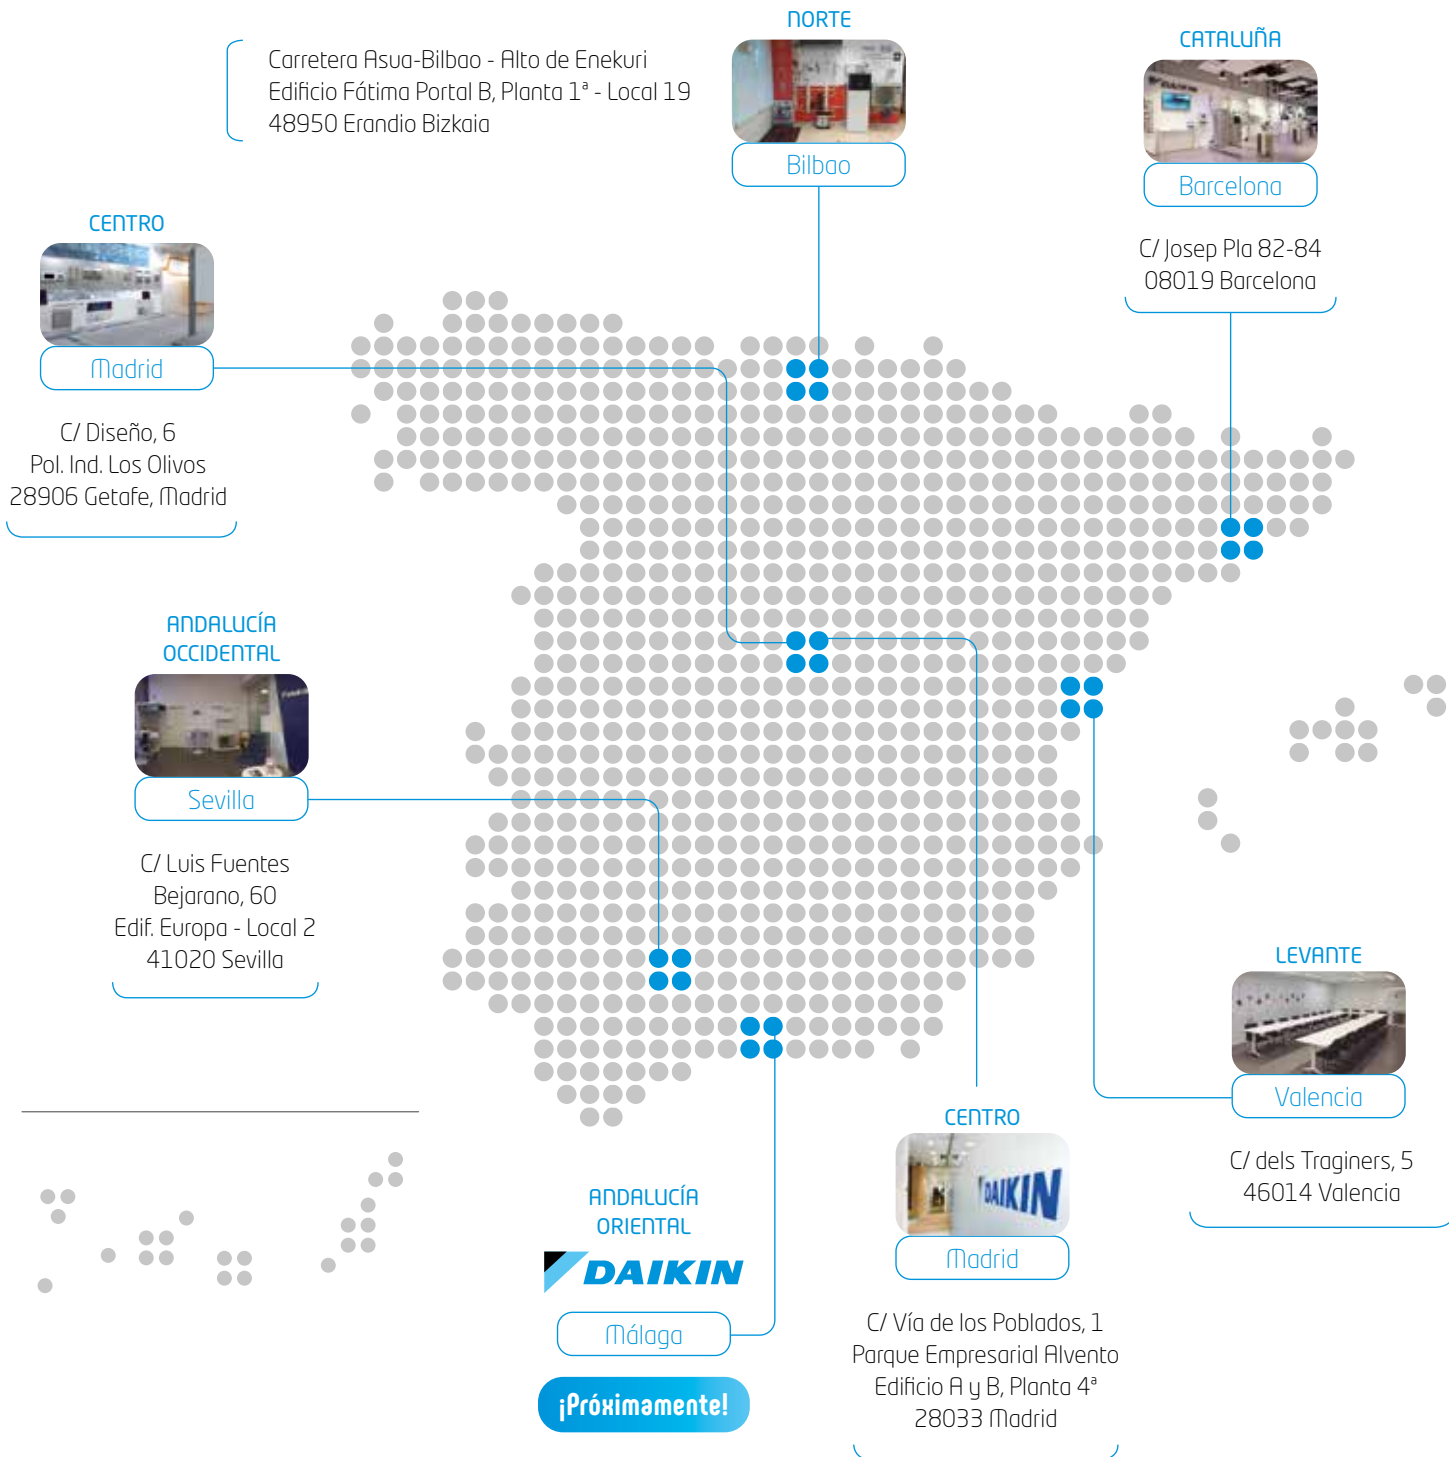 NORTE
Carretera Asua-Bilbao - Alto de Enekuri
Edificio Fátima Portal B, Planta 1ª - Local 19
48950 Erandio Bizkaia
Bilbao
CATALUÑA
Barcelona
C/ Josep Pla 82-84
08019 Barcelona
CENTRO
Madrid
C/ Diseño, 6
Pol. Ind. Los Olivos
28906 Getafe, Madrid
ANDALUCÍA
OCCIDENTAL
Sevilla
C/ Luis Fuentes
Bejarano, 60
Edif. Europa - Local 2
41020 Sevilla
LEVANTE
Valencia
C/ dels Traginers, 5
46014 Valencia
CENTRO
DAIKIN
Madrid
C/ Vía de los Poblados, 1
Parque Empresarial Alvento
Edificio A y B, Planta 4ª
28033 Madrid
ANDALUCÍA
ORIENTAL
DAIKIN
Málaga
¡Próximamente!